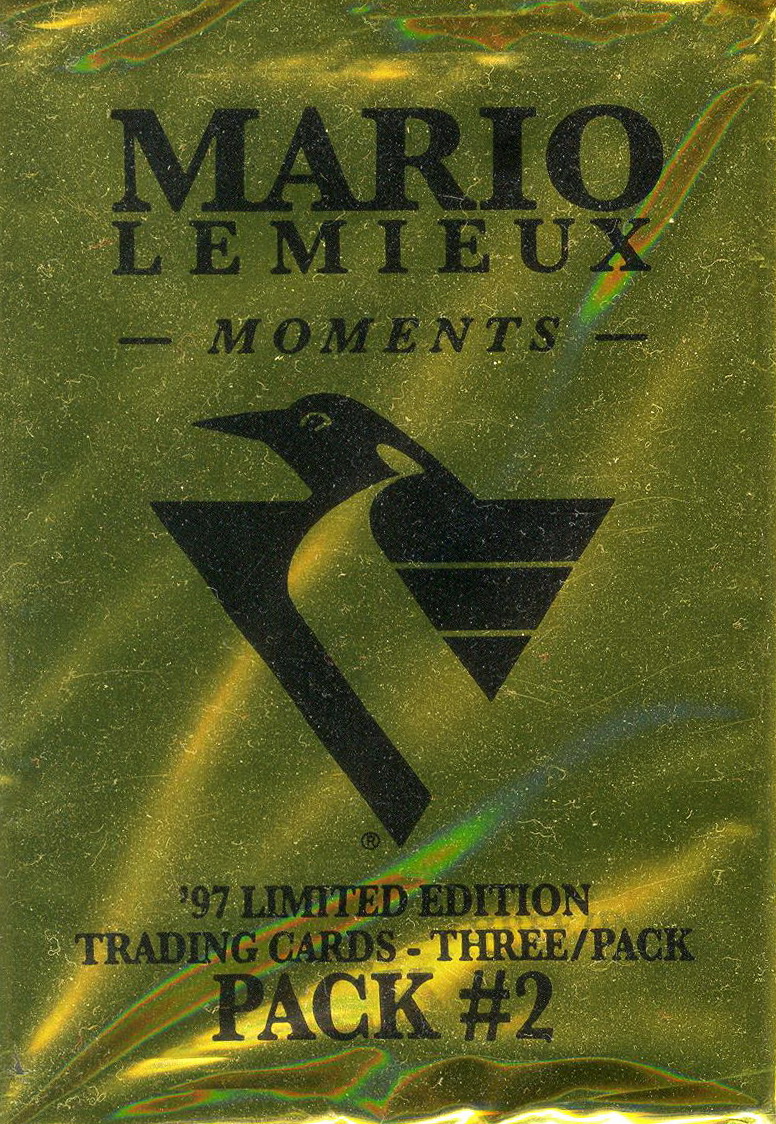 MARIO
LEMIEUX
— MOMENTS —
®
'97 LIMITED EDITION
TRADING CARDS - THREE/PACK
PACK #2